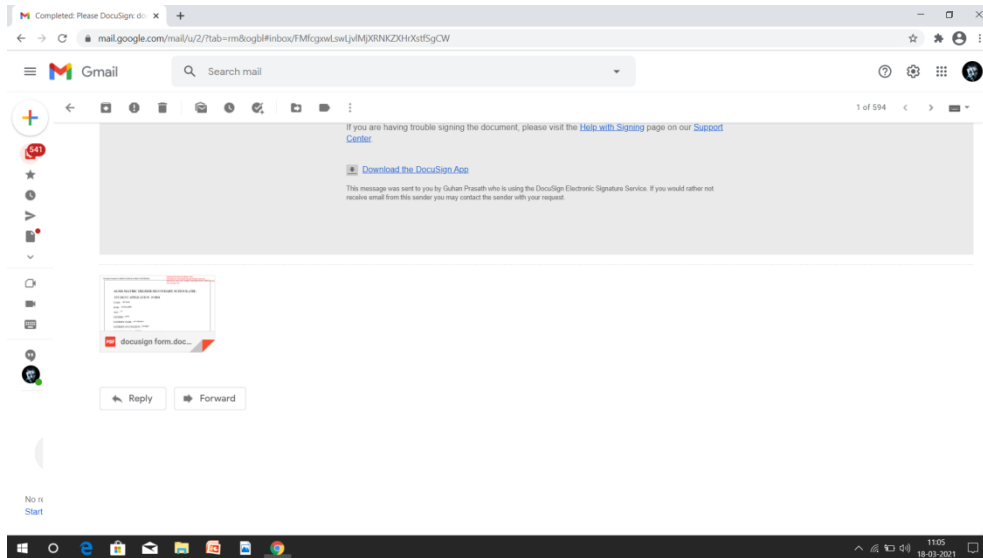 Completed: Please DocuSign: do
mail.google.com/mail/u/2/?tab=rm&ogbl#inbox/FMfcgxwLswLjvlMjXRNKZXHrXstfSgCW
Gmail
Search mail
1 of 594
541
If you are having trouble signing the document, please visit the Help with Signing page on our Support
Center
Download the DocuSign App
This message was sent to you by Guhan Prasath who is using the DocuSign Electronic Signature Service. If you would rather not
receive email from this sender you may contact the sender with your request.
PDF
docusign form.doc...
Reply
Forward
No re
Start
11:05
18-03-2021